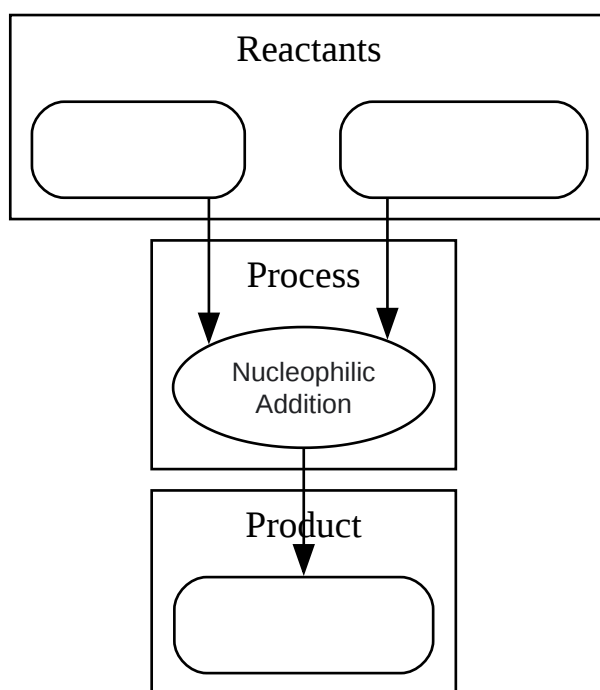 Reactants
Process
Nucleophilic
Addition
Product